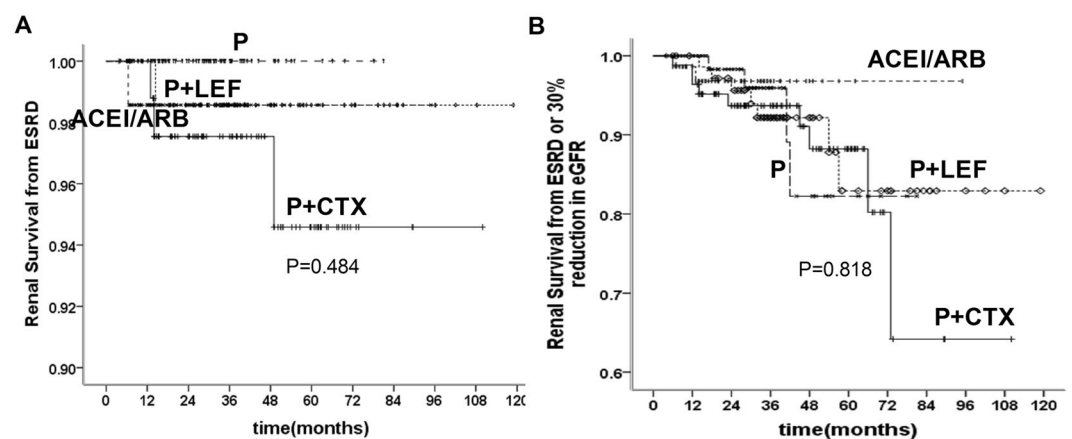 A
Renal Survival from ESRD
1.00
0.98
0.96
0.94
0.92
0.90
P
P+LEF
ACEI/ARB
P+CTX
P=0.484
0 12 24 36 48 60 72 84 96 108 120
time(months)
B
Renal Survival from ESRD or 30%
reduction in eGFR
1.0
0.9
0.8
0.7
0.6
ACEI/ARB
P
P+LEF
P=0.818
P+CTX
0 12 24 36 48 60 72 84 96 108 120
time(months)